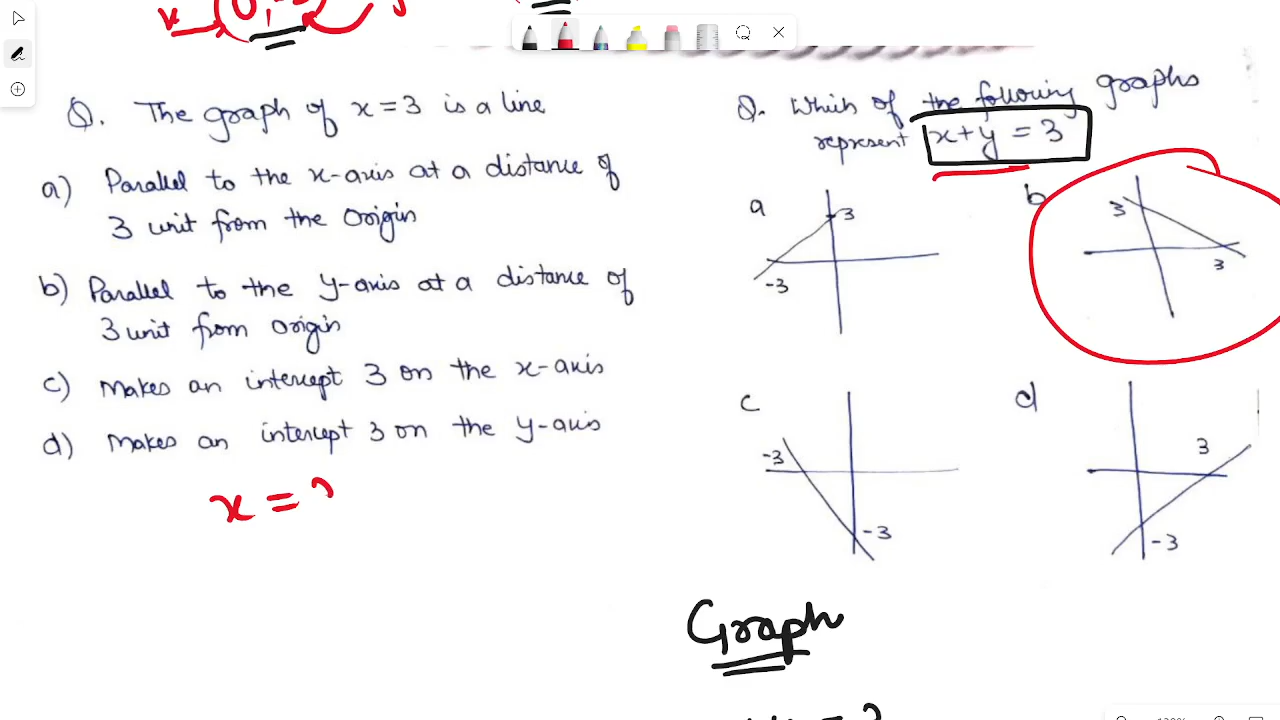 Q. The graph of x = 3 is a line
a) Parallel to the x-axis at a distance of
3 unit from the origin
b) Parallel to the y-axis at a distance of
3 unit from origin
c) Makes an intercept 3 on the x-axis
d) Makes an intercept 3 on the y-axis
x =
Q. Which of the following graphs
represent x+y = 3
a
3
-3
b
3
3
c
-3
-3
d
3
-3
Graph